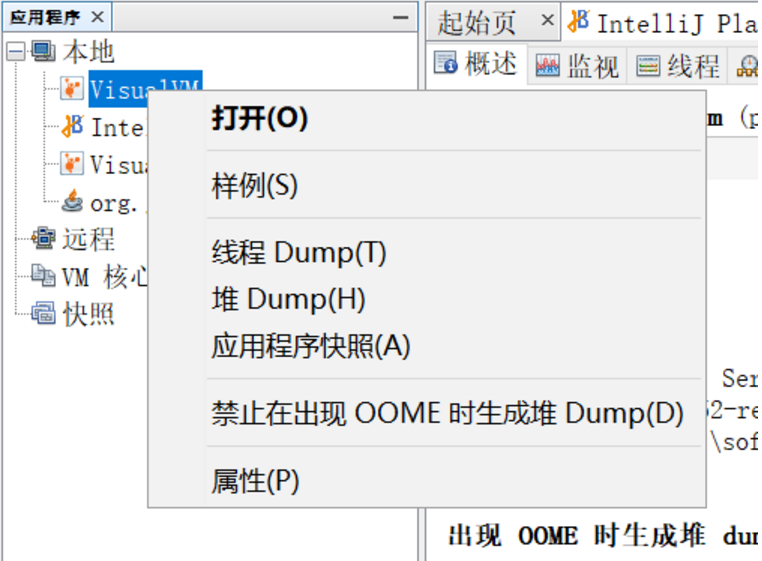 应用程序
本地
VisualVM
Inte
Visua
org.
远程
VM 核心
快照
打开(O)
样例(S)
线程 Dump(T)
堆 Dump(H)
应用程序快照(A)
禁止在出现 OOME 时生成堆 Dump(D)
属性(P)
起始页
IntelliJ Pla
概述
监视
线程
m (p
Ser
2-re
\sof
出现 OOME 时生成堆 dum